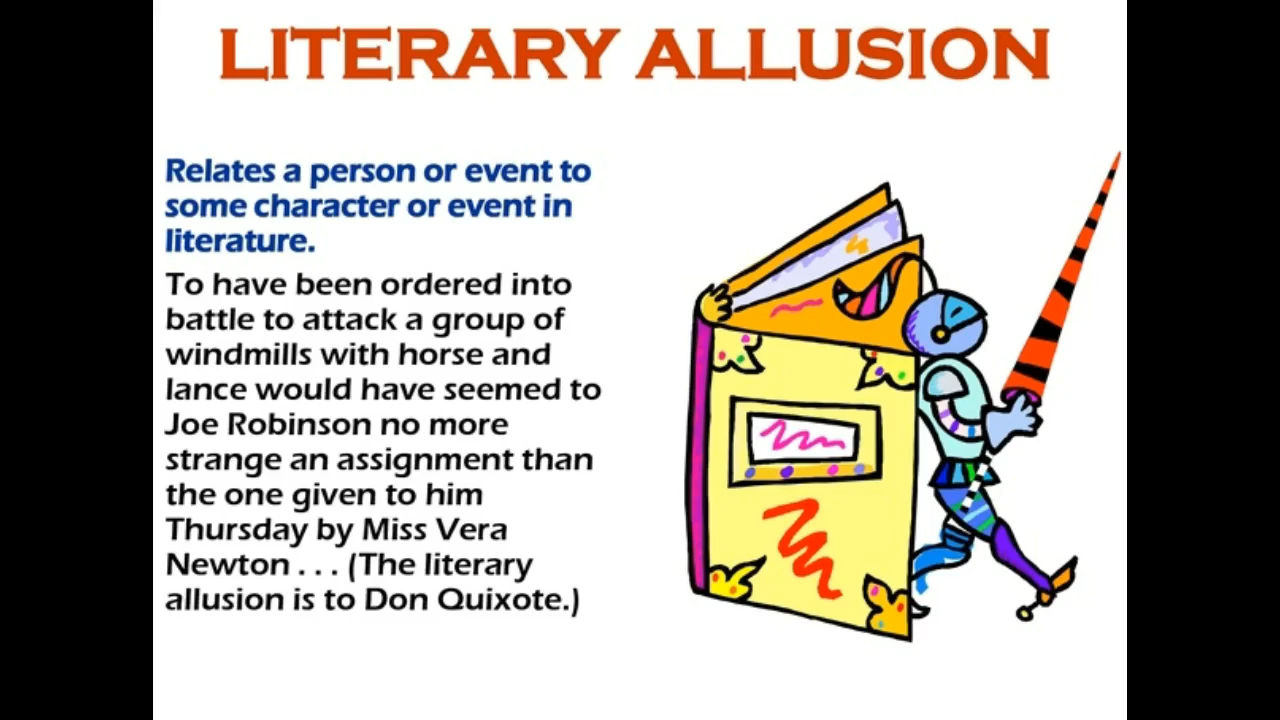 LITERARY ALLUSION
Relates a person or event to
some character or event in
literature.
To have been ordered into
battle to attack a group of
windmills with horse and
lance would have seemed to
Joe Robinson no more
strange an assignment than
the one given to him
Thursday by Miss Vera
Newton . . . (The literary
allusion is to Don Quixote.)